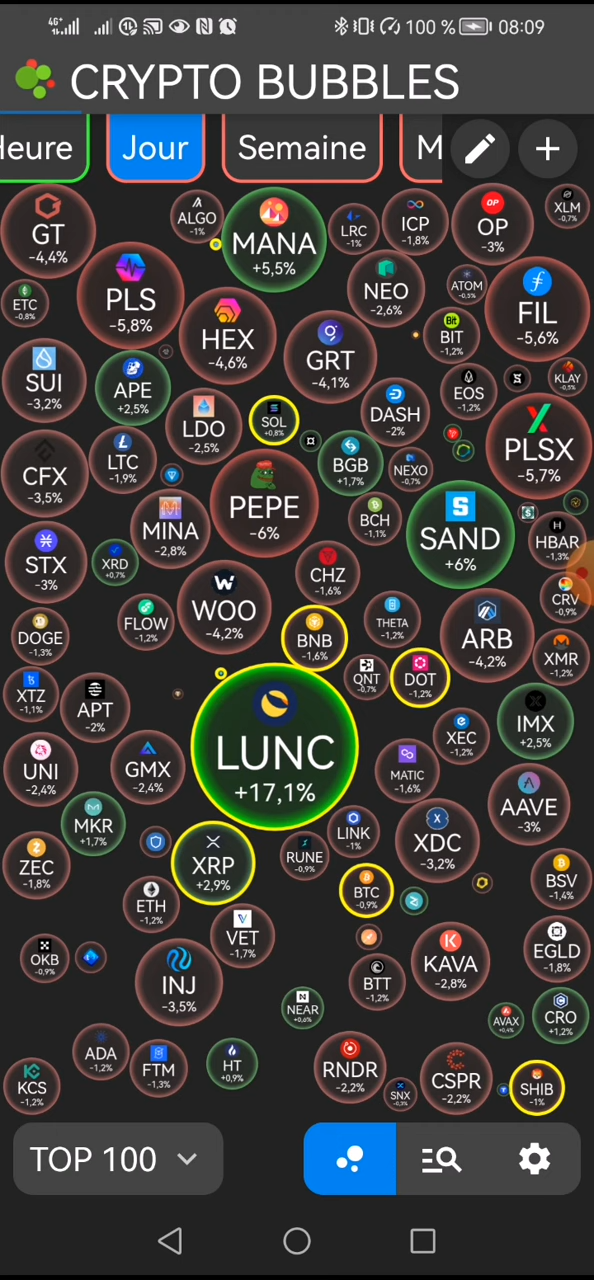 4G+ 100 % 08:09
CRYPTO BUBBLES
Heure Jour Semaine M
GT
-4,4%
ALGO
-1%
MANA
+5,5%
LRC
-1%
ICP
-1,8%
OP
-3%
XLM
-0,7%
ETC
-0,8%
PLS
-5,8%
HEX
-4,6%
GRT
-4,1%
NEO
-2,6%
ATOM
-0,5%
Bit
BIT
-1,2%
FIL
-5,6%
SUI
-3,2%
APE
+2,5%
LDO
-2,5%
SOL
+0,8%
DASH
-2%
EOS
-1,2%
KLAY
-0,5%
CFX
-3,5%
LTC
-1,9%
PEPE
-6%
BGB
+1,7%
NEXO
-0,7%
PLSX
-5,7%
MINA
-2,8%
BCH
-1,1%
SAND
+6%
HBAR
-1,3%
STX
-3%
XRD
+0,7%
CHZ
-1,6%
CRV
-0,9%
DOGE
-1,3%
FLOW
-1,2%
WOO
-4,2%
BNB
-1,6%
THETA
-1,2%
ARB
-4,2%
XMR
-1,2%
XTZ
-1,1%
APT
-2%
QNT
-0,7%
DOT
-1,2%
XEC
-1,2%
IMX
+2,5%
UNI
-2,4%
GMX
-2,4%
LUNC
+17,1%
MATIC
-1,6%
AAVE
-3%
MKR
+1,7%
ZEC
-1,8%
XRP
+2,9%
RUNE
-0,9%
LINK
-1%
XDC
-3,2%
BTC
-0,9%
BSV
-1,4%
ETH
-1,2%
VET
-1,7%
OKB
-0,9%
INJ
-3,5%
BTT
-1,2%
KAVA
-2,8%
EGLD
-1,8%
NEAR
+0,6%
AVAX
+0,4%
CRO
+1,2%
KCS
-1,2%
ADA
-1,2%
FTM
-1,3%
HT
+0,9%
RNDR
-2,2%
SNX
-0,3%
CSPR
-2,2%
SHIB
-1%
TOP 100